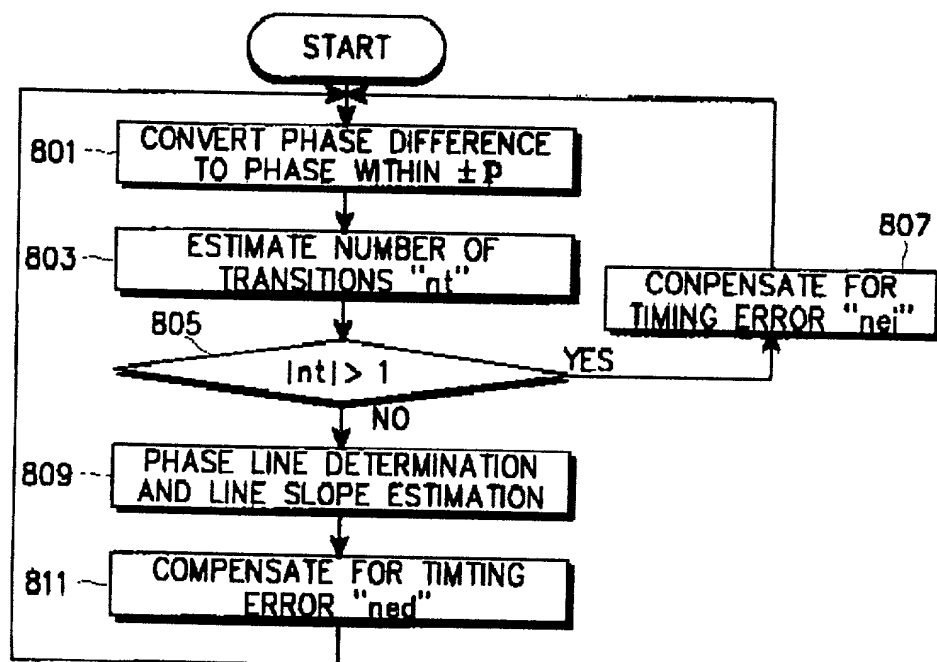 START
801
CONVERT PHASE DIFFERENCE
TO PHASE WITHIN ±p
803
ESTIMATE NUMBER OF
TRANSITIONS "nt"
807
CONPENSATE FOR
TIMING ERROR "nei"
805
|nt| > 1
YES
NO
809
PHASE LINE DETERMINATION
AND LINE SLOPE ESTIMATION
811
COMPENSATE FOR TIMTING
ERROR "ned"